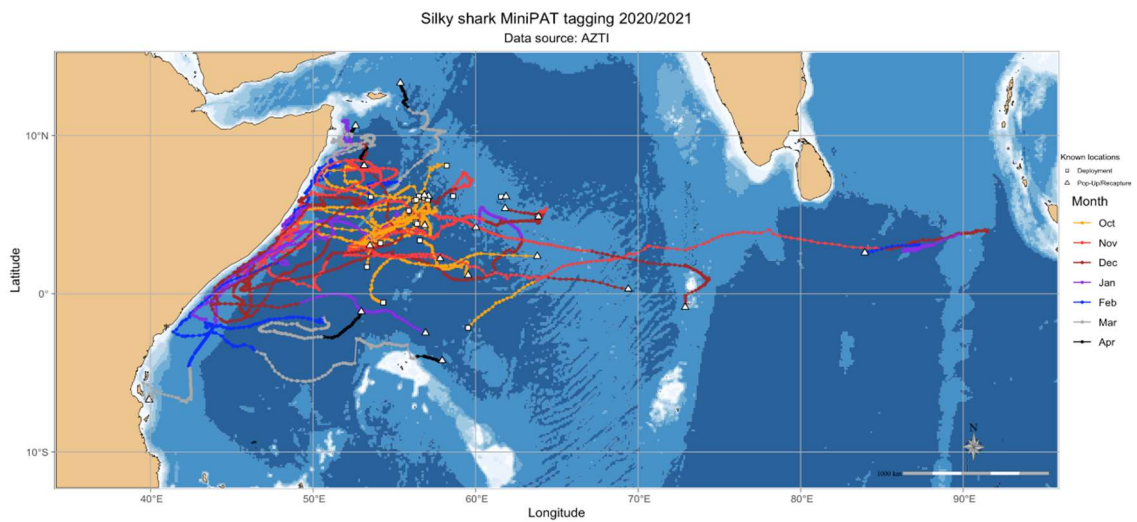 Silky shark MiniPAT tagging 2020/2021
Data source: AZTI
10°N
0°
10°S
Latitude
40°E
50°E
60°E
70°E
80°E
90°E
Longitude
Known locations
Deployment
Pop-Up/Recapture
Month
Oct
Nov
Dec
Jan
Feb
Mar
Apr
N
1000 km